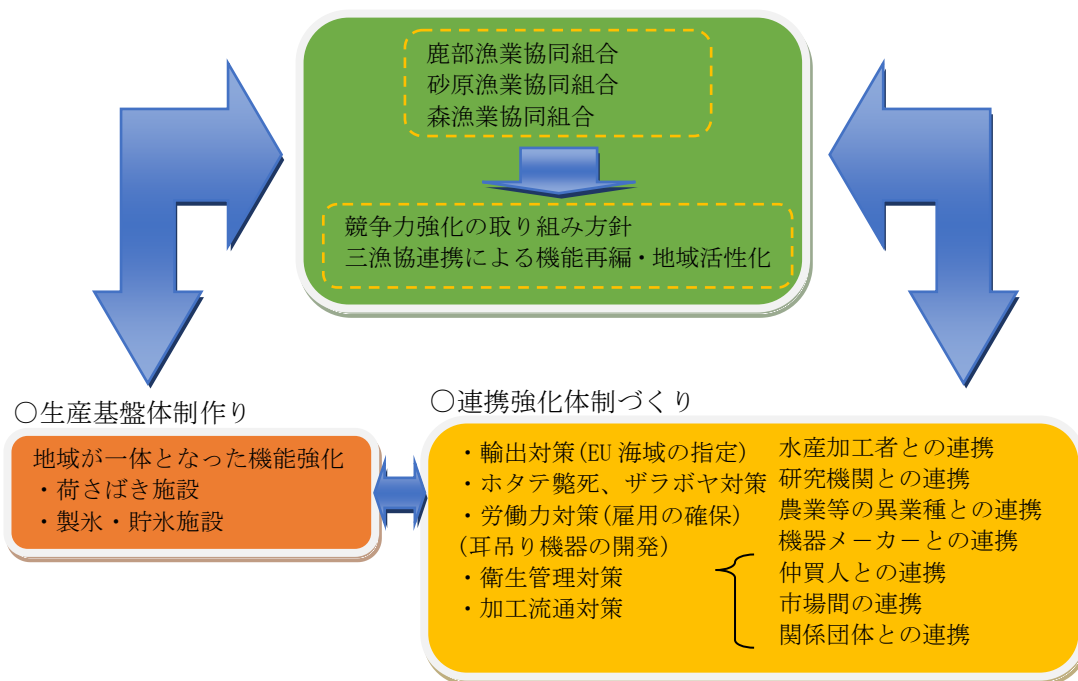 鹿部漁業協同組合
砂原漁業協同組合
森漁業協同組合
競争力強化の取り組み方針
三漁協連携による機能再編・地域活性化
〇生産基盤体制作り
地域が一体となった機能強化
・荷さばき施設
・製氷・貯氷施設
〇連携強化体制づくり
・輸出対策(EU 海域の指定)
・ホタテ斃死、ザラボヤ対策
・労働力対策(雇用の確保)
(耳吊り機器の開発)
・衛生管理対策
・加工流通対策
水産加工者との連携
研究機関との連携
農業等の異業種との連携
機器メーカーとの連携
仲買人との連携
市場間の連携
関係団体との連携